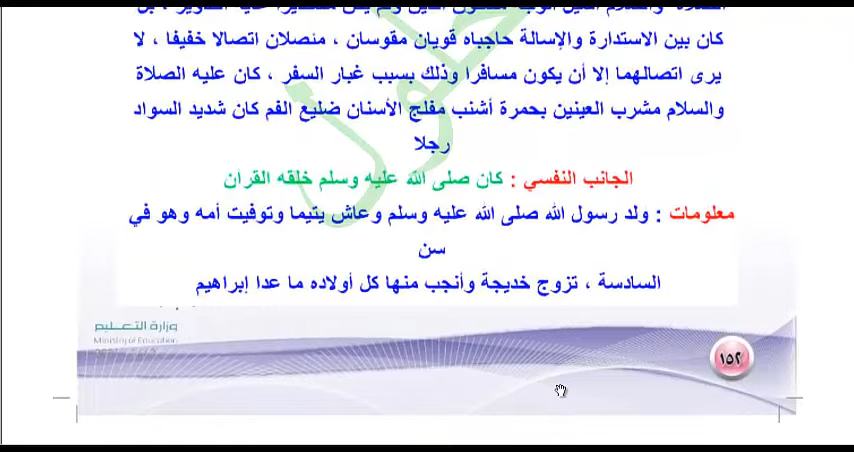 كان بين الاستدارة والإسالة حاجباه قويان مقوسان ، متصلان اتصالا خفيفا ، لا
يرى اتصالهما إلا أن يكون مسافرا وذلك بسبب غبار السفر ، كان عليه الصلاة
والسلام مشرب العينين بحمرة أشنب مفلج الأسنان ضليع الفم كان شديد السواد
رجلا
الجانب النفسي : كان صلى الله عليه وسلم خلقه القران
معلومات : ولد رسول الله صلى الله عليه وسلم وعاش يتيما وتوفيت أمه وهو في
سن
السادسة ، تزوج خديجة وأنجب منها كل أولاده ما عدا إبراهيم
وزارة التعليم
Ministry of Education
١٥٢